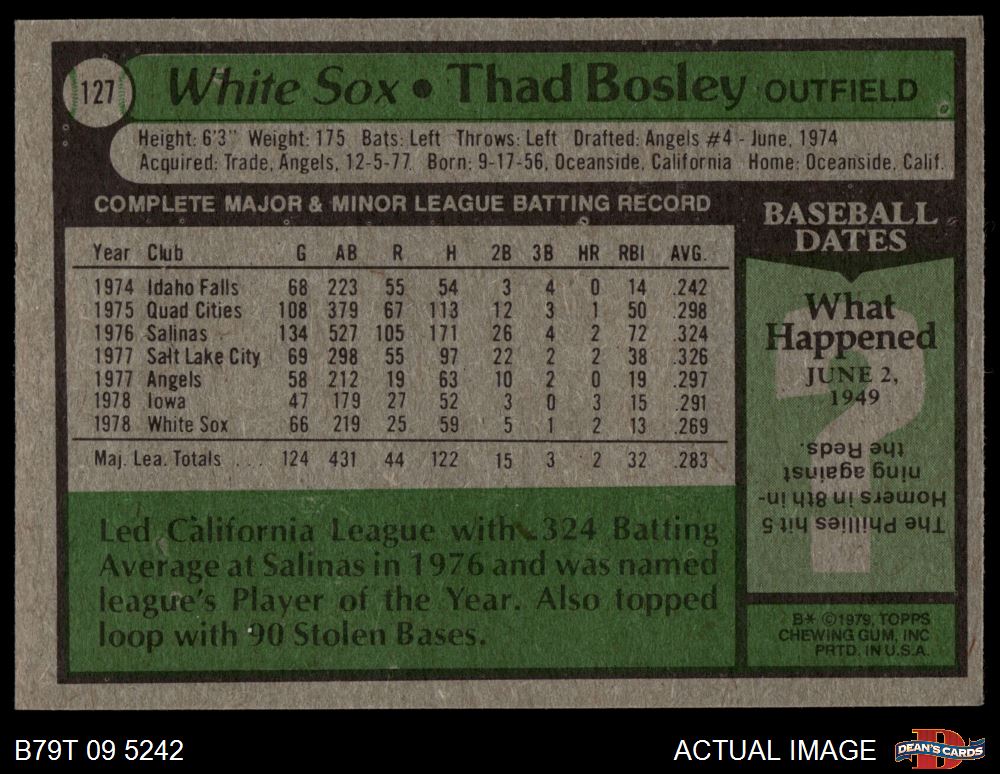 127
White Sox • Thad Bosley OUTFIELD
Height: 6'3" Weight: 175 Bats: Left Throws: Left Drafted: Angels #4 - June, 1974
Acquired: Trade, Angels, 12-5-77. Born: 9-17-56, Oceanside, California Home: Oceanside, Calif.
COMPLETE MAJOR & MINOR LEAGUE BATTING RECORD
Year Club G AB R H 2B 3B HR RBI AVG.
1974 Idaho Falls 68 223 55 54 3 4 0 14 .242
1975 Quad Cities 108 379 67 113 12 3 1 50 .298
1976 Salinas 134 527 105 171 26 4 2 72 .324
1977 Salt Lake City 69 298 55 97 22 2 2 38 .326
1977 Angels 58 212 19 63 10 2 0 19 .297
1978 Iowa 47 179 27 52 3 0 3 15 .291
1978 White Sox 66 219 25 59 5 1 2 13 .269
Maj. Lea. Totals ... 124 431 44 122 15 3 2 32 .283
Led California League with .324 Batting
Average at Salinas in 1976 and was named
league's Player of the Year. Also topped
loop with 90 Stolen Bases.
BASEBALL
DATES
What
Happened
JUNE 2,
1949
?
The Phillies hit 5
Homers in 8th in-
ning against
the Reds.
B* ©1979, TOPPS
CHEWING GUM, INC
PRTD. IN U.S.A.
B79T 09 5242
ACTUAL IMAGE
DEAN'S CARDS